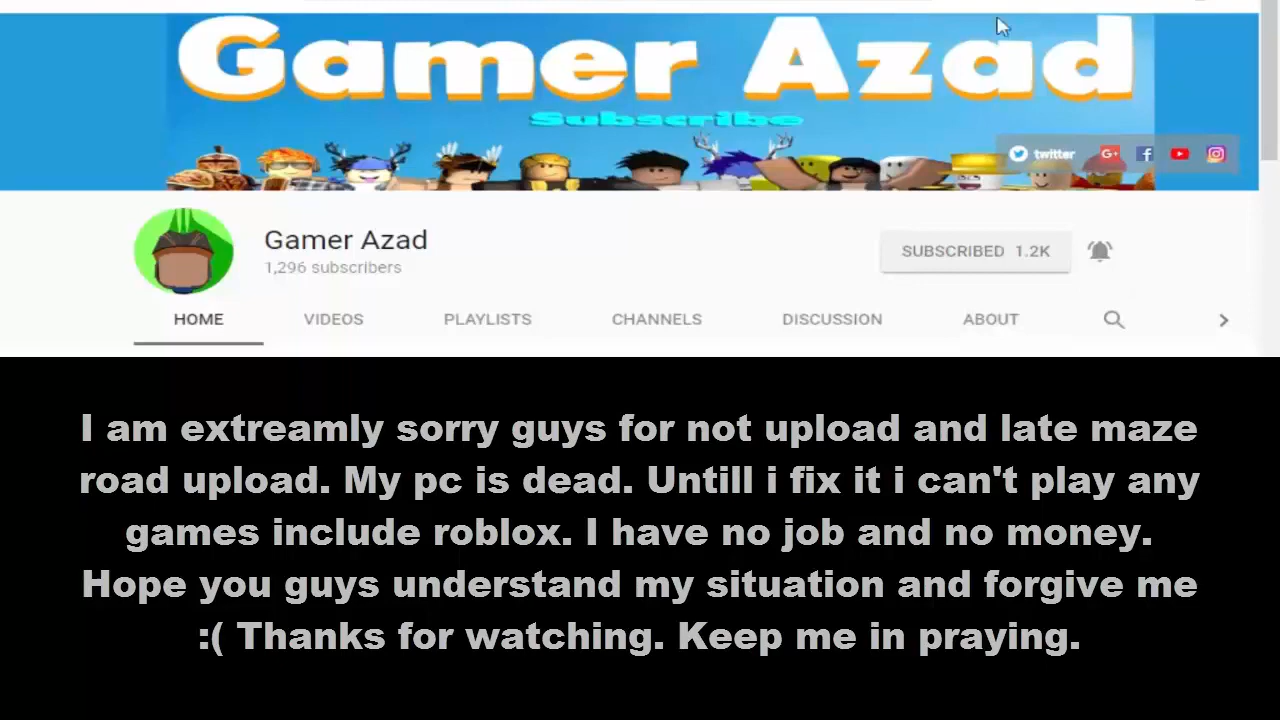 Gamer Azad
Subscribe
twitter
Gamer Azad
1,296 subscribers
SUBSCRIBED 1.2K
HOME VIDEOS PLAYLISTS CHANNELS DISCUSSION ABOUT
I am extreamly sorry guys for not upload and late maze
road upload. My pc is dead. Untill i fix it i can't play any
games include roblox. I have no job and no money.
Hope you guys understand my situation and forgive me
:( Thanks for watching. Keep me in praying.